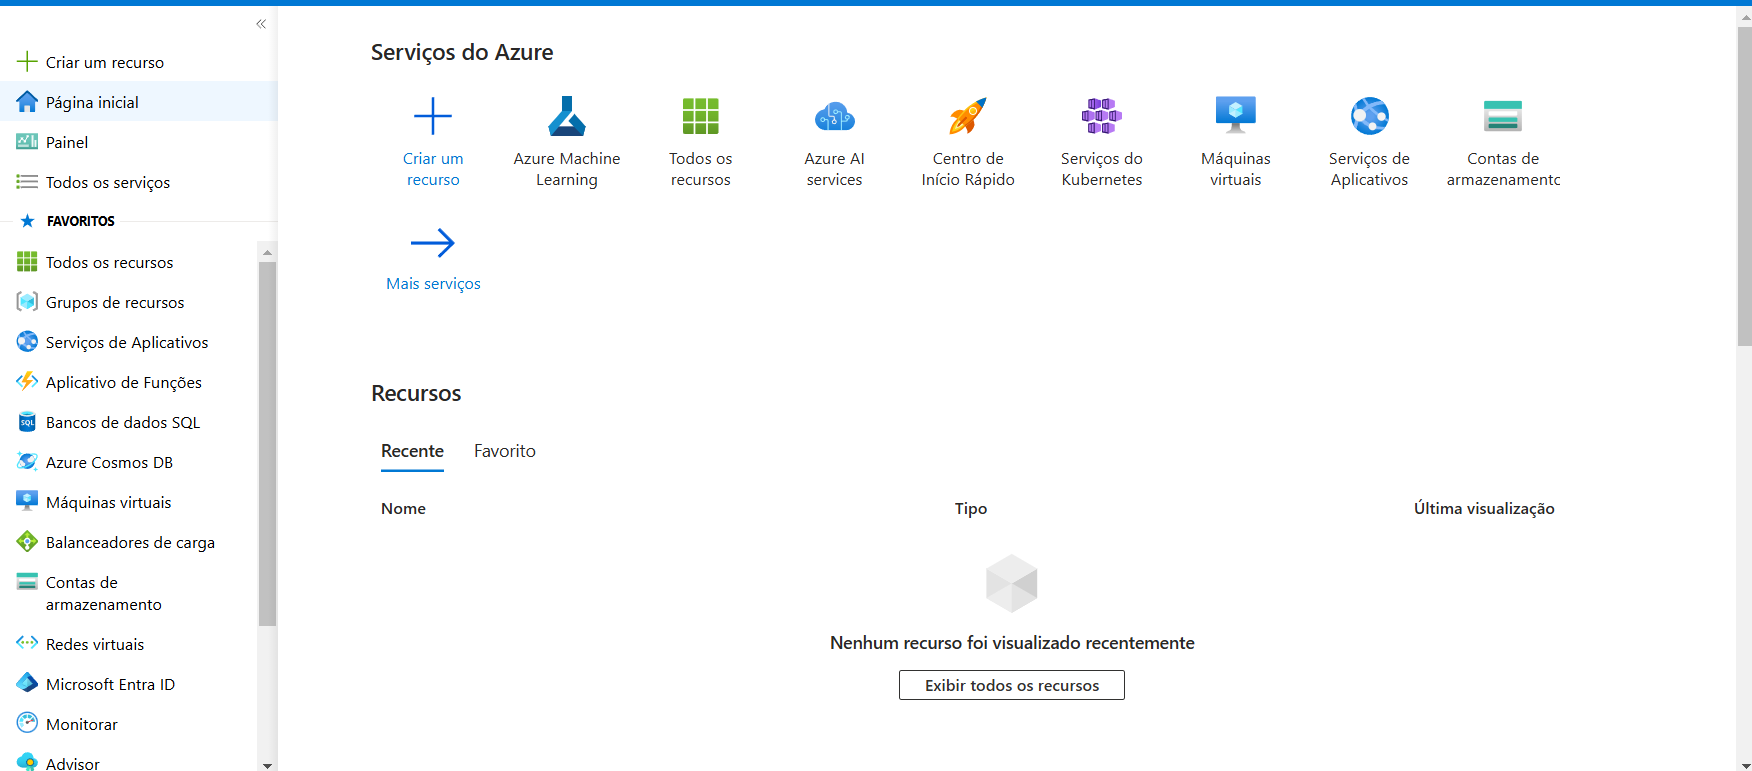 Criar um recurso
Página inicial
Painel
Todos os serviços
FAVORITOS
Todos os recursos
Grupos de recursos
Serviços de Aplicativos
Aplicativo de Funções
SQL
Bancos de dados SQL
Azure Cosmos DB
Máquinas virtuais
Balanceadores de carga
Contas de
armazenamento
Redes virtuais
Microsoft Entra ID
Monitorar
Advisor
Serviços do Azure
Criar um
recurso
Azure Machine
Learning
Todos os
recursos
Azure AI
services
Centro de
Início Rápido
Serviços do
Kubernetes
Máquinas
virtuais
Serviços de
Aplicativos
Contas de
armazenamento
Mais serviços
Recursos
Recente Favorito
Nome Tipo Última visualização
Nenhum recurso foi visualizado recentemente
Exibir todos os recursos